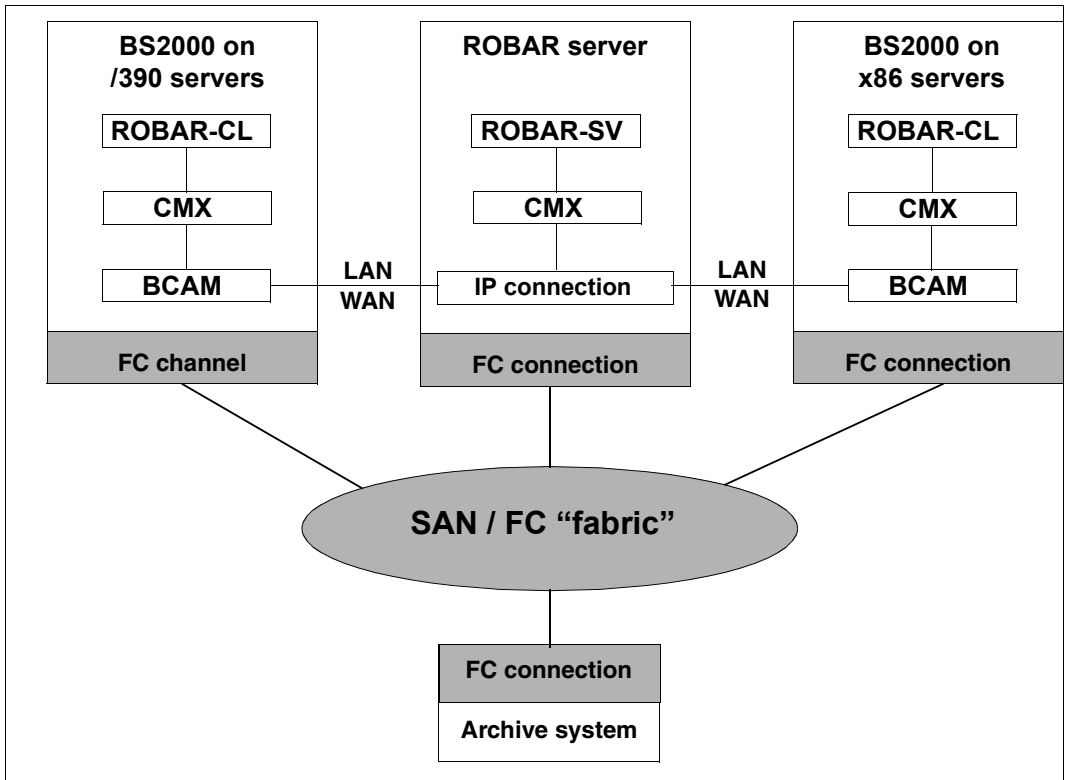 BS2000 on
/390 servers
ROBAR-CL
CMX
BCAM
FC channel
LAN
WAN
ROBAR server
ROBAR-SV
CMX
IP connection
FC connection
LAN
WAN
BS2000 on
x86 servers
ROBAR-CL
CMX
BCAM
FC connection
SAN / FC “fabric”
FC connection
Archive system